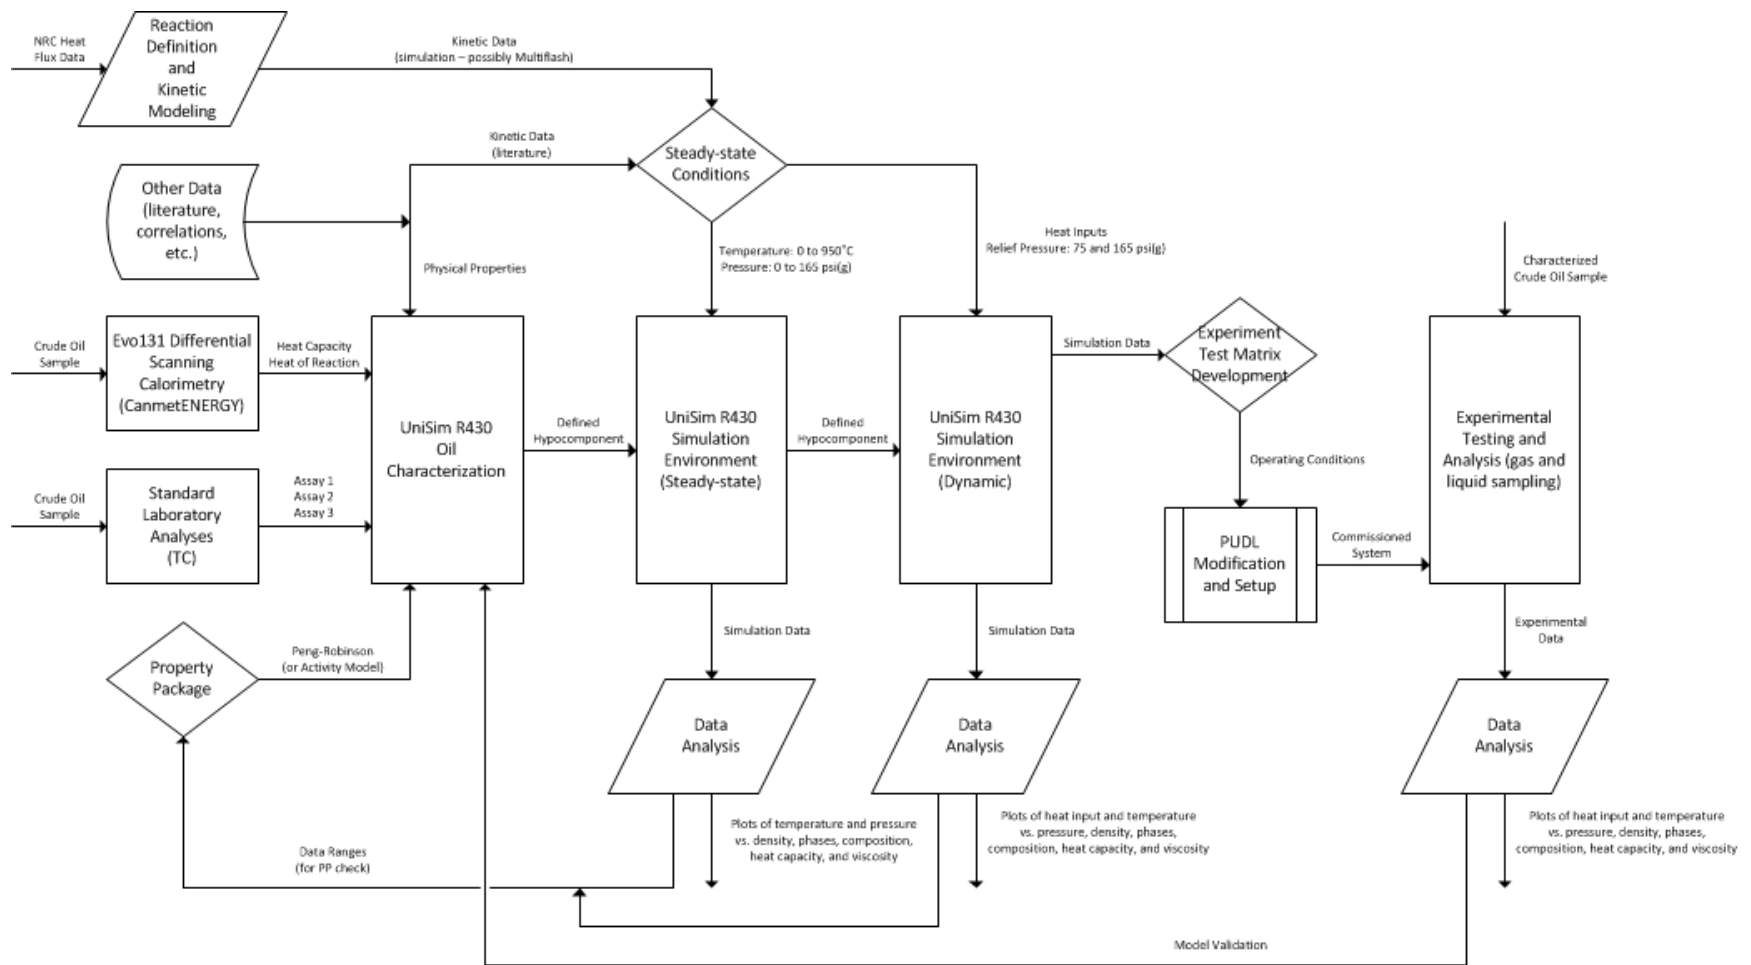 NRC Heat
Flux Data
Reaction
Definition
and
Kinetic
Modeling
Kinetic Data
(simulation – possibly Multiflash)
Kinetic Data
(literature)
Steady-state
Conditions
Other Data
(literature,
correlations,
etc.)
Physical Properties
Temperature: 0 to 950°C
Pressure: 0 to 165 psi(g)
Heat Inputs
Relief Pressure: 75 and 165 psi(g)
Characterized
Crude Oil Sample
Crude Oil
Sample
Evo131 Differential
Scanning
Calorimetry
(CanmetENERGY)
Heat Capacity
Heat of Reaction
UniSim R430
Oil
Characterization
Defined
Hypocomponent
UniSim R430
Simulation
Environment
(Steady-state)
Defined
Hypocomponent
UniSim R430
Simulation
Environment
(Dynamic)
Simulation Data
Experiment
Test Matrix
Development
Operating Conditions
Experimental
Testing and
Analysis (gas and
liquid sampling)
Crude Oil
Sample
Standard
Laboratory
Analyses
(TC)
Assay 1
Assay 2
Assay 3
PUDL
Modification
and Setup
Commissioned
System
Property
Package
Peng-Robinson
(or Activity Model)
Simulation Data
Simulation Data
Experimental
Data
Data
Analysis
Data
Analysis
Data
Analysis
Plots of temperature and pressure
vs. density, phases, composition,
heat capacity, and viscosity
Plots of heat input and temperature
vs. pressure, density, phases,
composition, heat capacity, and viscosity
Plots of heat input and temperature
vs. pressure, density, phases,
composition, heat capacity, and viscosity
Data Ranges
(for PP check)
Model Validation